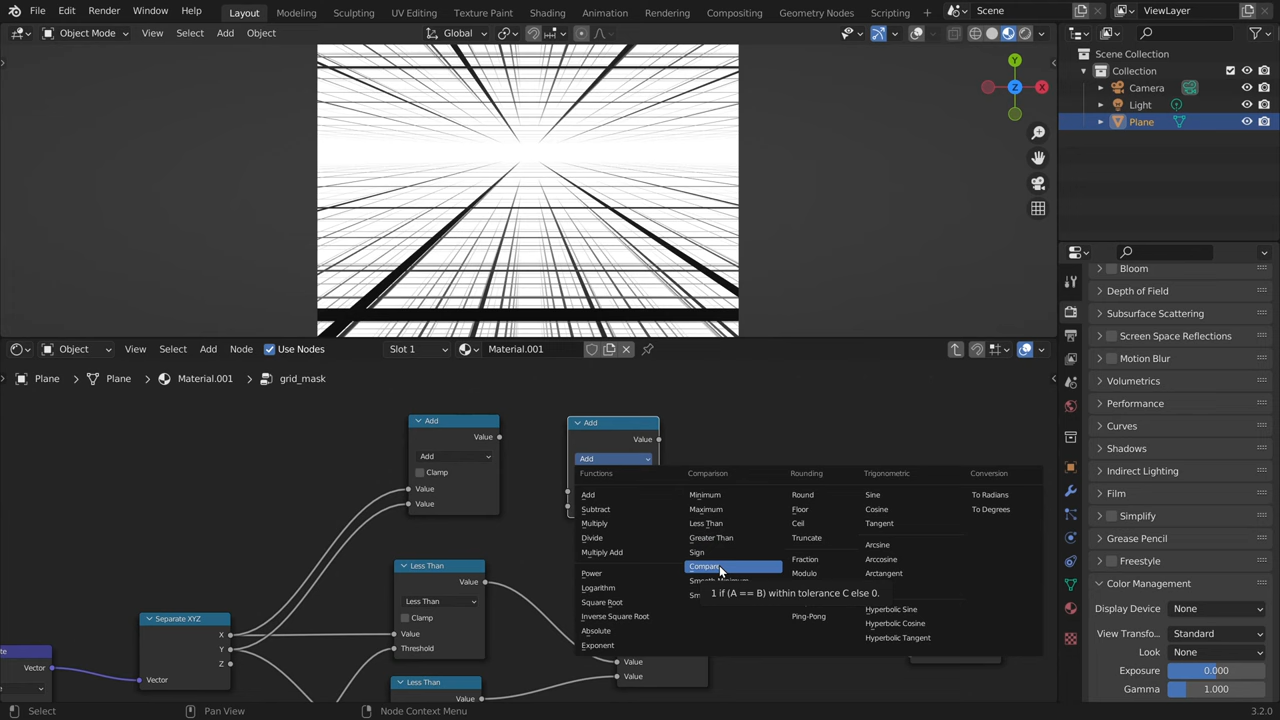 File Edit Render Window Help Layout Modeling Sculpting UV Editing Texture Paint Shading Animation Rendering Compositing Geometry Nodes Scripting + Scene ViewLayer
Object Mode View Select Add Object Global
Y
Z
X
Scene Collection
Collection
Camera
Light
Plane
Bloom
Depth of Field
Subsurface Scattering
Screen Space Reflections
Motion Blur
Volumetrics
Performance
Curves
Shadows
Indirect Lighting
Film
Simplify
Grease Pencil
Freestyle
Color Management
Display Device None
View Transfo... Standard
Look None
Exposure 0.000
Gamma 1.000
Object View Select Add Node Use Nodes Slot 1 Material.001
Plane > Plane > Material.001 > grid_mask
Add
Value
Add
Clamp
Value
Value
Add
Value
Add
Functions
Add
Subtract
Multiply
Divide
Multiply Add
Power
Logarithm
Square Root
Inverse Square Root
Absolute
Exponent
Comparison
Minimum
Maximum
Less Than
Greater Than
Sign
Compare
Smooth Minimum
1 if (A == B) within tolerance C else 0.
Rounding
Round
Floor
Ceil
Truncate
Fraction
Modulo
Ping-Pong
Trigonometric
Sine
Cosine
Tangent
Arcsine
Arccosine
Arctangent
Hyperbolic Sine
Hyperbolic Cosine
Hyperbolic Tangent
Conversion
To Radians
To Degrees
Less Than
Value
Less Than
Clamp
Value
Threshold
Separate XYZ
X
Y
Z
Vector
Vector
Less Than
Value
Value
Value
Select Pan View Node Context Menu 3.2.0